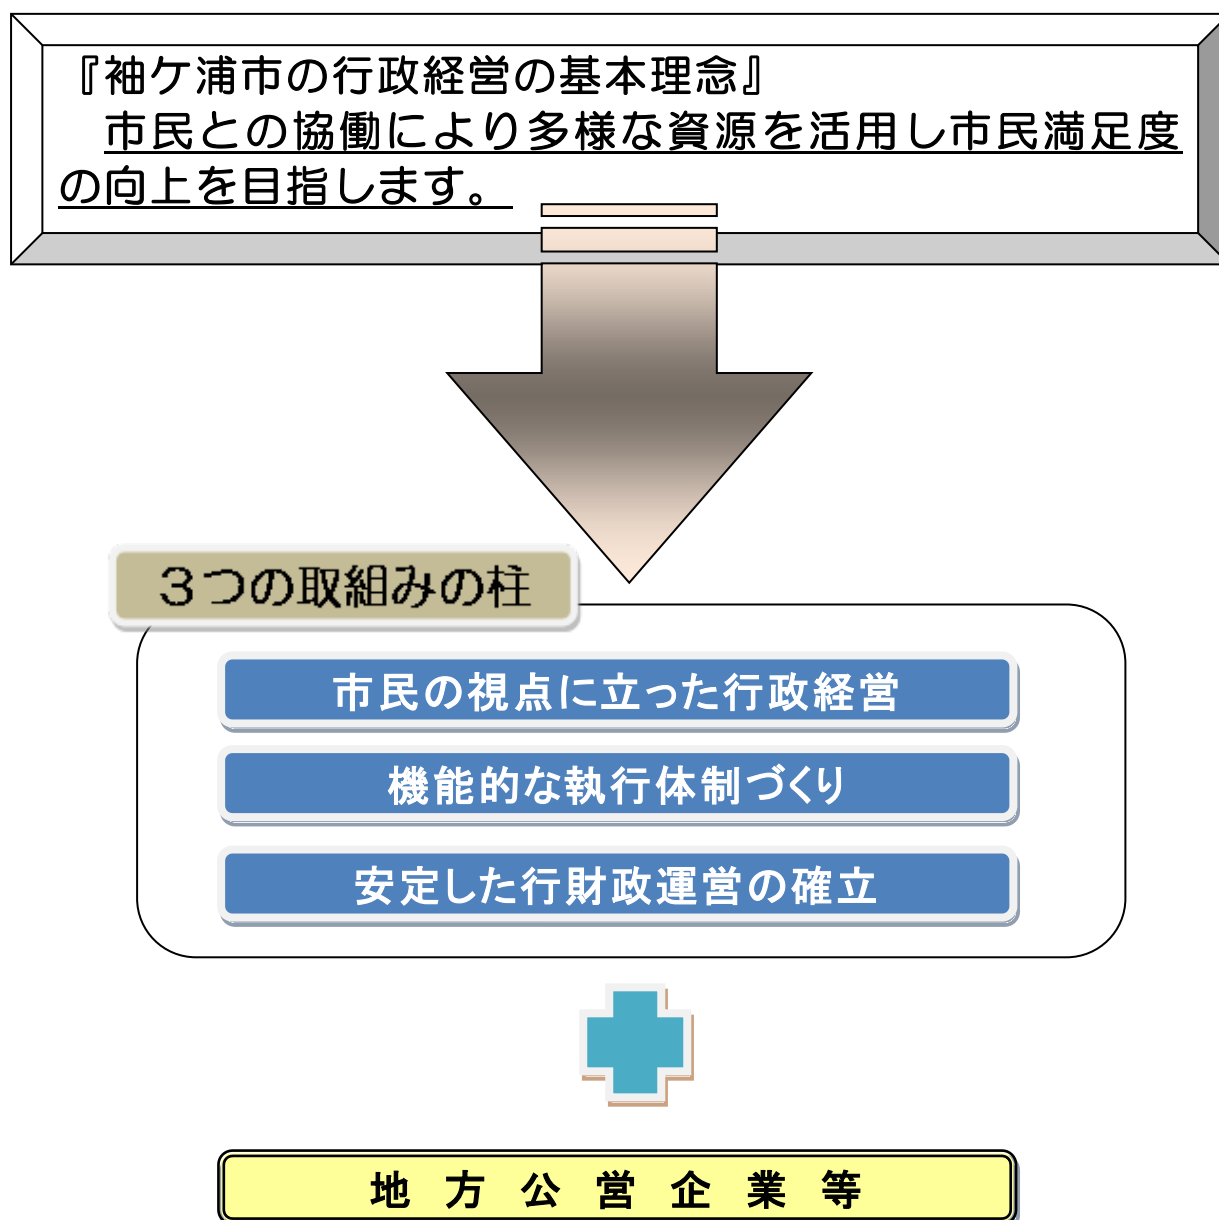 『袖ケ浦市の行政経営の基本理念』
市民との協働により多様な資源を活用し市民満足度
の向上を目指します。
３つの取組みの柱
市民の視点に立った行政経営
機能的な執行体制づくり
安定した行財政運営の確立
地方公営企業等